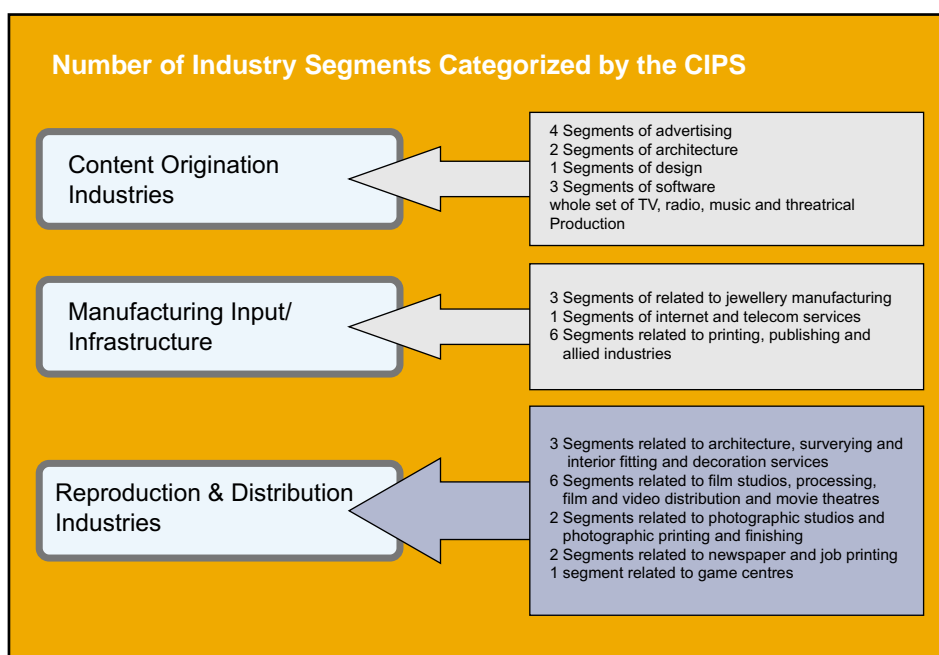 Number of Industry Segments Categorized by the CIPS
Content Origination
Industries
4 Segments of advertising
2 Segments of architecture
1 Segments of design
3 Segments of software
whole set of TV, radio, music and threatrical
Production
Manufacturing Input/
Infrastructure
3 Segments of related to jewellery manufacturing
1 Segments of internet and telecom services
6 Segments related to printing, publishing and
allied industries
Reproduction & Distribution
Industries
3 Segments related to architecture, surverying and
interior fitting and decoration services
6 Segments related to film studios, processing,
film and video distribution and movie theatres
2 Segments related to photographic studios and
photographic printing and finishing
2 Segments related to newspaper and job printing
1 segment related to game centres